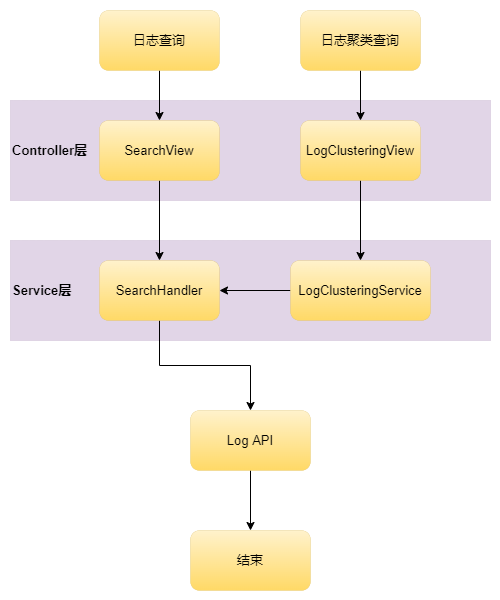 日志查询
日志聚类查询
Controller层
SearchView
LogClusteringView
Service层
SearchHandler
LogClusteringService
Log API
结束